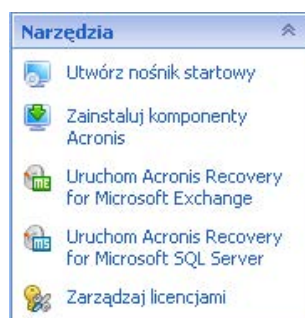 Narzędzia
Utwórz nośnik startowy
Zainstaluj komponenty
Acronis
Uruchom Acronis Recovery
for Microsoft Exchange
Uruchom Acronis Recovery
for Microsoft SQL Server
Zarządzaj licencjami